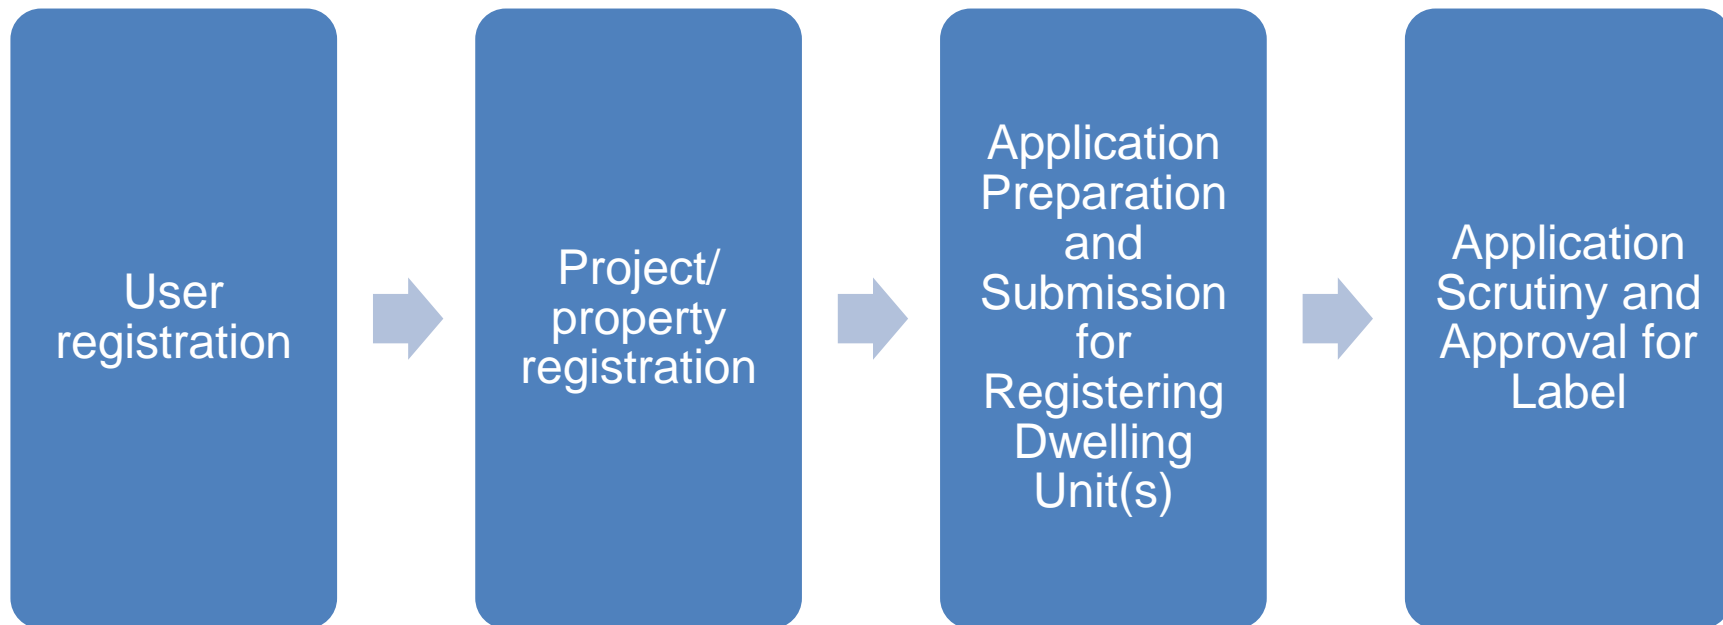 User
registration
Project/
property
registration
Application
Preparation
and
Submission
for
Registering
Dwelling
Unit(s)
Application
Scrutiny and
Approval for
Label